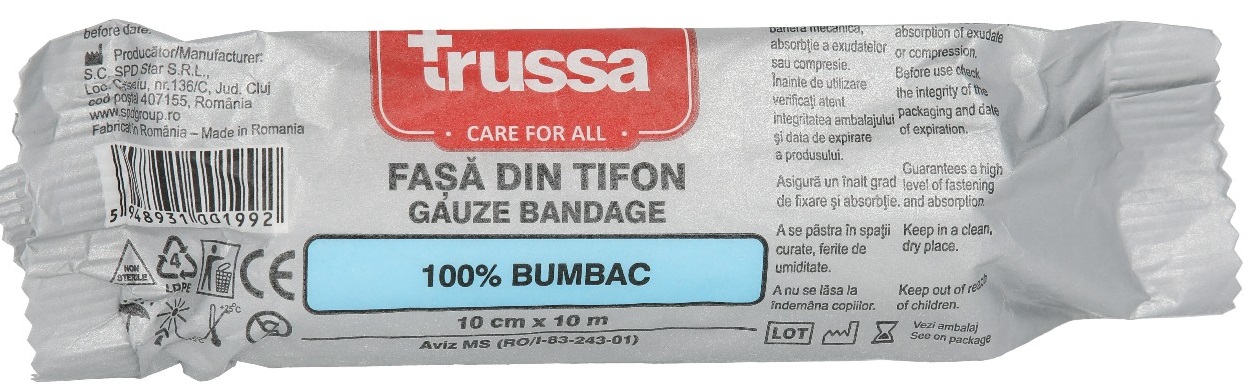 before date.
Producător/Manufacturer:
S.C. SPD Star S.R.L.,
Loc. Cășeiu, nr.136/C, Jud. Cluj
cod poștal 407155, România
www.spdgroup.ro
Fabricat în România – Made in Romania
5 948931 001992
NON
STERILE
4
LDPE
CE
+25°C
trussa
· CARE FOR ALL ·
FAȘĂ DIN TIFON
GAUZE BANDAGE
100% BUMBAC
10 cm x 10 m
Aviz MS (RO/I-83-243-01)
barieră mecanică,
absorbție a exudatelor
sau compresie.
Înainte de utilizare
verificați atent
integritatea ambalajului
și data de expirare
a produsului.
Asigură un înalt grad
de fixare și absorbție.
A se păstra în spații
curate, ferite de
umiditate.
A nu se lăsa la
îndemâna copiilor.
absorption of exudate
or compression.
Before use check
the integrity of the
packaging and date
of expiration.
Guarantees a high
level of fastening
and absorption
Keep in a clean,
dry place.
Keep out of reach
of children.
LOT
Vezi ambalaj
See on package